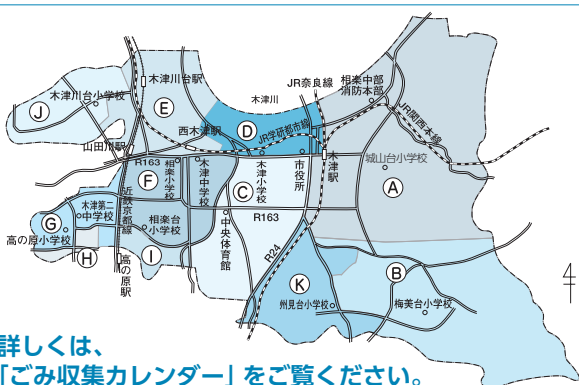 木津川台駅
木津川台小学校
J
E
木津川
JR奈良線
相楽中部
消防本部
JR関西本線
西木津駅
D
JR学研都市線
山田川駅
R163
相楽小学校
木津中学校
木津小学校
市役所
木津駅
城山台小学校
A
F
C
木津第二
中学校
近鉄京都線
相楽台
小学校
G
高の原小学校
H
高の原駅
I
中央体育館
R163
R24
K
州見台小学校
B
梅美台小学校
詳しくは、
「ごみ収集カレンダー」をご覧ください。